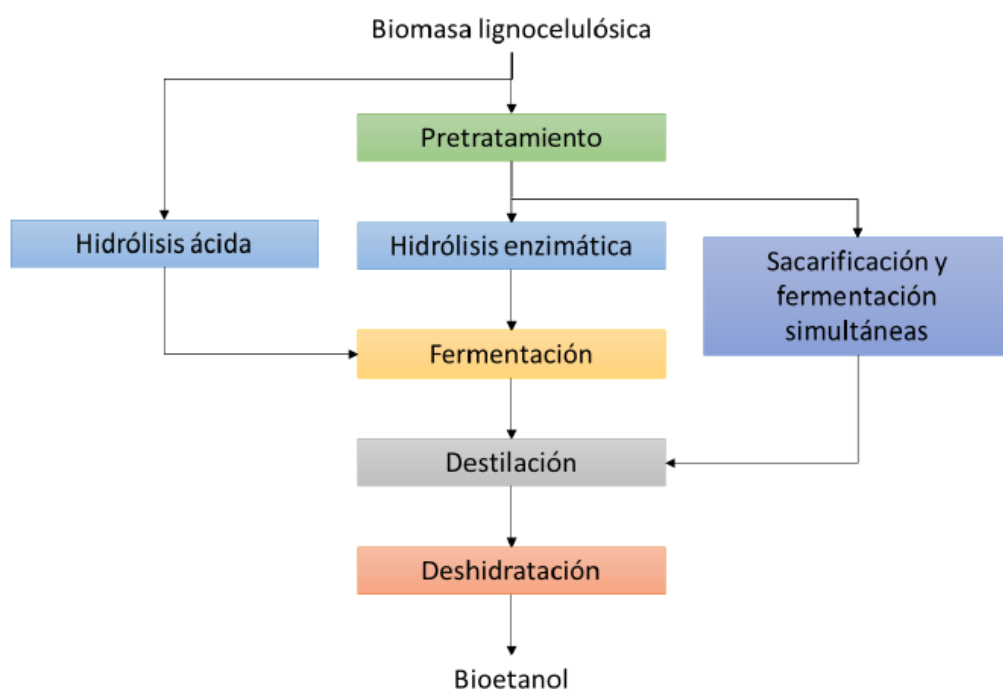 Biomasa lignocelulósica
Pretratamiento
Hidrólisis ácida
Hidrólisis enzimática
Sacarificación y
fermentación
simultáneas
Fermentación
Destilación
Deshidratación
Bioetanol